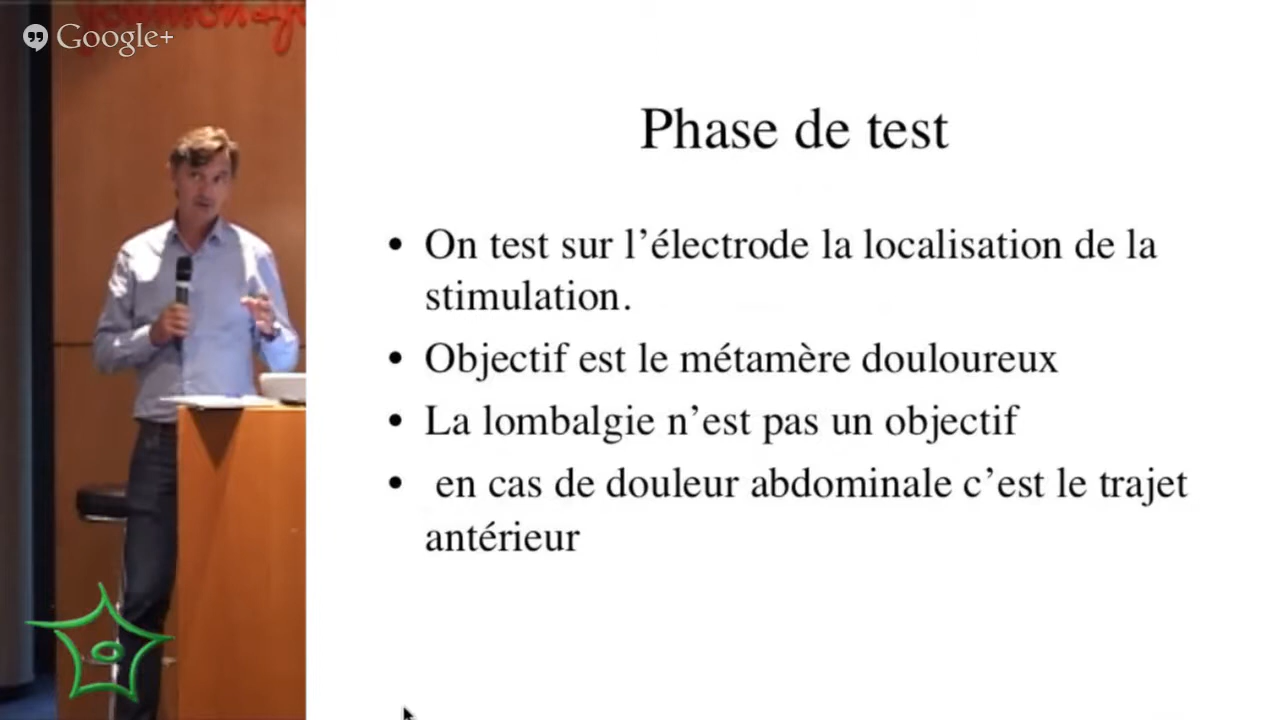 Google+
Phase de test
• On test sur l’électrode la localisation de la
stimulation.
• Objectif est le métamère douloureux
• La lombalgie n’est pas un objectif
• en cas de douleur abdominale c’est le trajet
antérieur